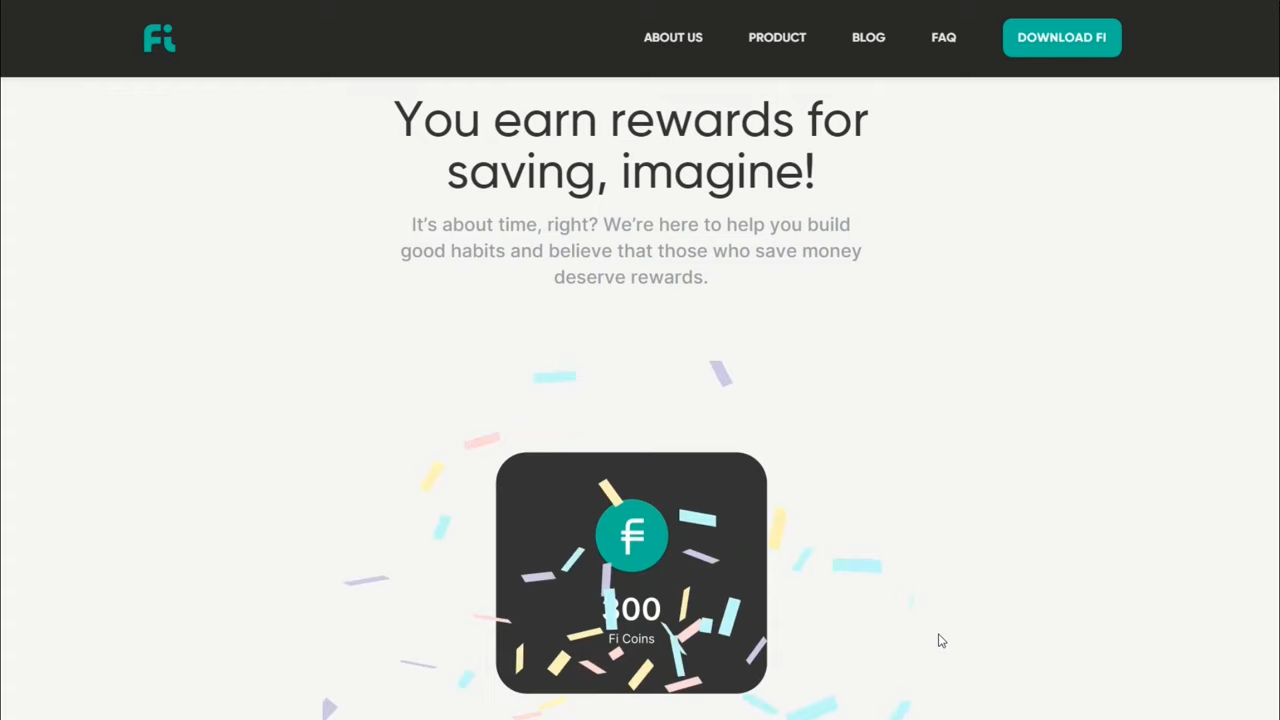 Fi
ABOUT US
PRODUCT
BLOG
FAQ
DOWNLOAD FI
You earn rewards for
saving, imagine!
It's about time, right? We're here to help you build
good habits and believe that those who save money
deserve rewards.
300
Fi Coins